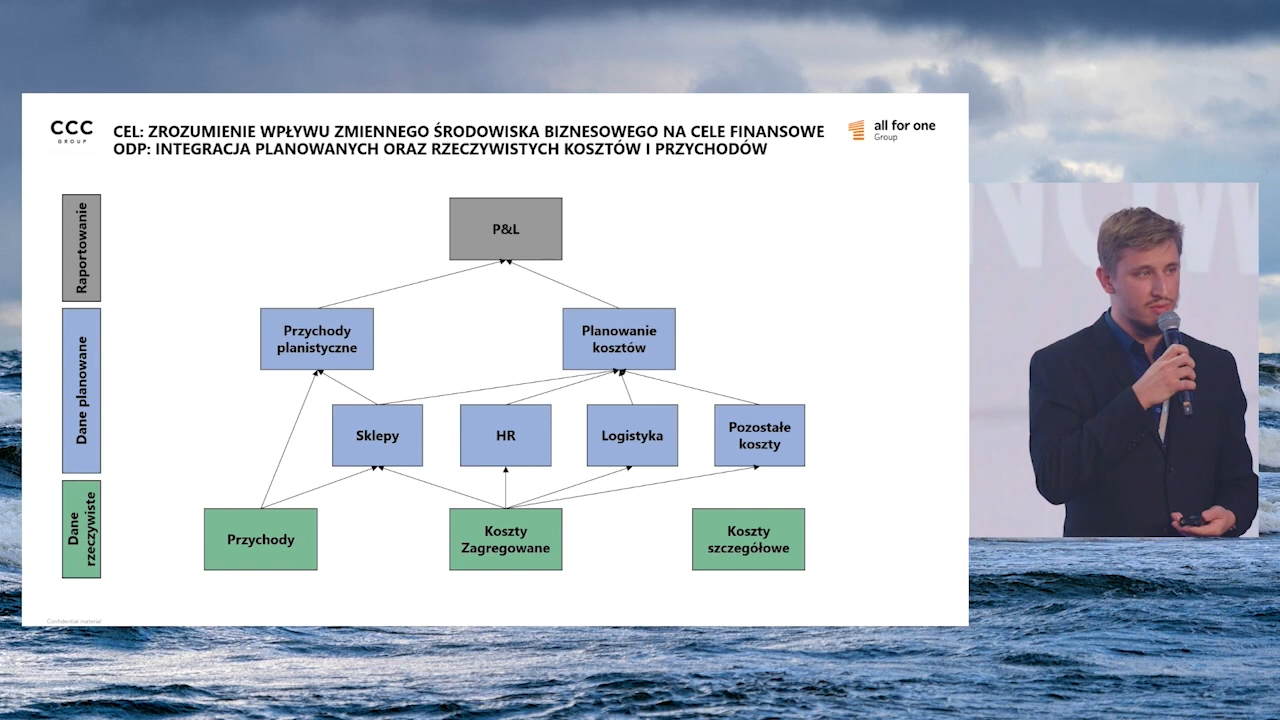 CCC
GROUP
CEL: ZROZUMIENIE WPŁYWU ZMIENNEGO ŚRODOWISKA BIZNESOWEGO NA CELE FINANSOWE
ODP: INTEGRACJA PLANOWANYCH ORAZ RZECZYWISTYCH KOSZTÓW I PRZYCHODÓW
all for one
Group
Raportowanie
P&L
Dane planowane
Przychody
planistyczne
Planowanie
kosztów
Sklepy
HR
Logistyka
Pozostałe
koszty
Dane
rzeczywiste
Przychody
Koszty
Zagregowane
Koszty
szczegółowe
Confidential material